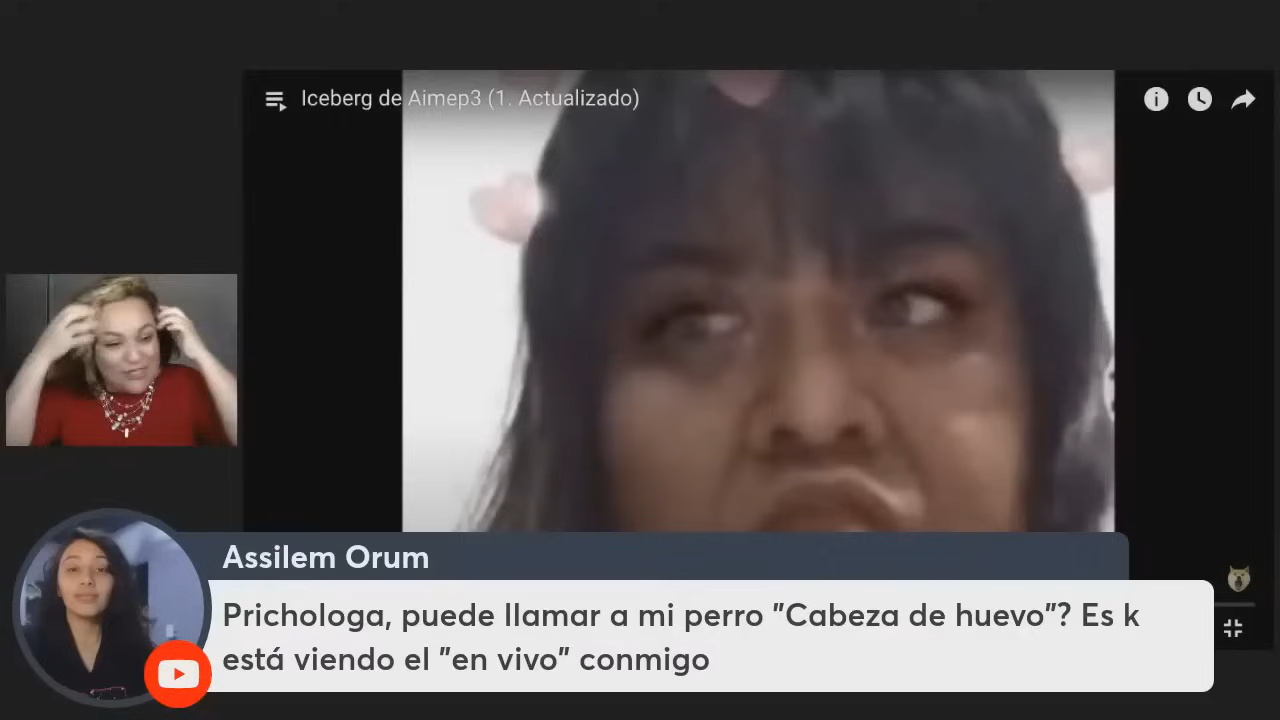 Iceberg de Aimep3 (1. Actualizado)
Assilem Orum
Prichologa, puede llamar a mi perro "Cabeza de huevo"? Es k
está viendo el "en vivo" conmigo